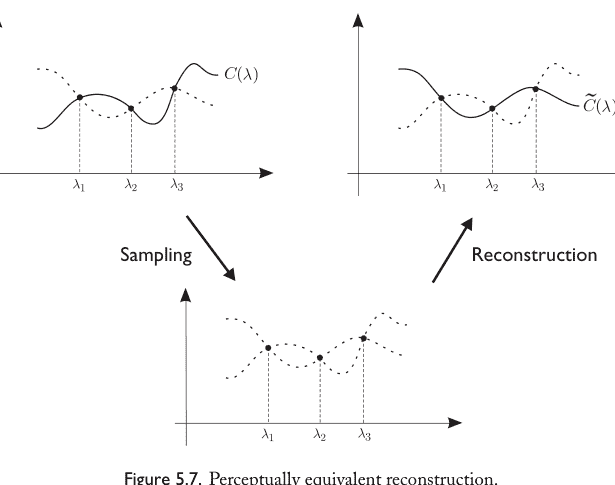 C(λ)
λ₁ λ₂ λ₃
C̃(λ)
λ₁ λ₂ λ₃
Sampling
Reconstruction
λ₁ λ₂ λ₃
Figure 5.7. Perceptually equivalent reconstruction.